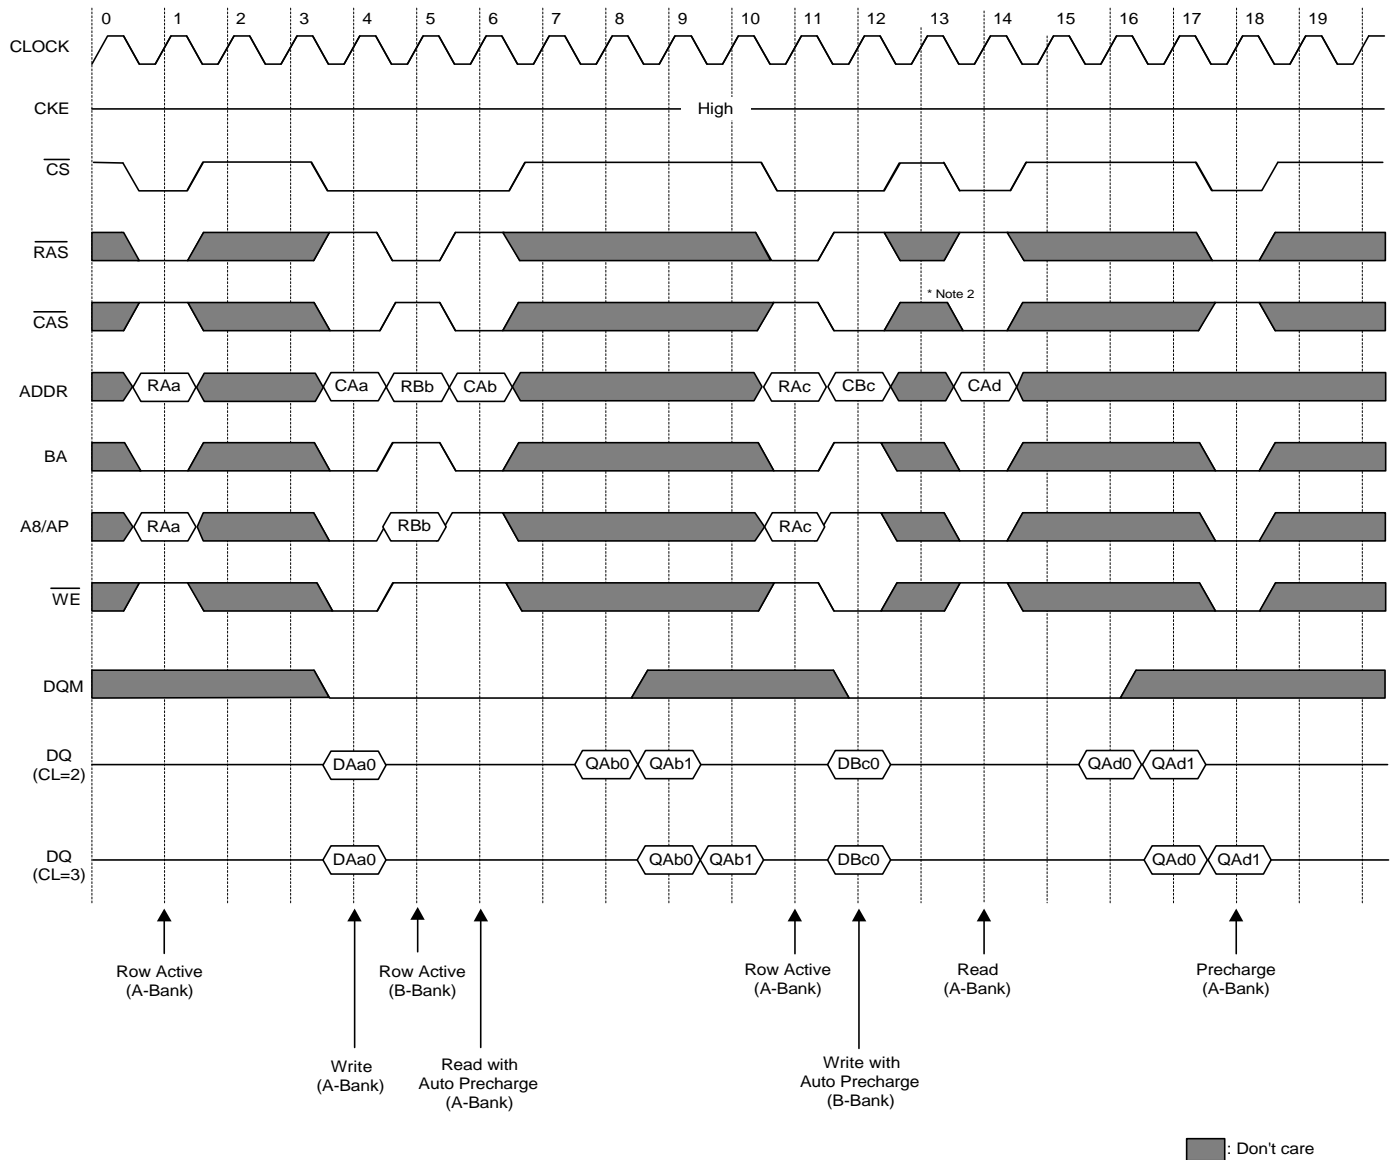 0 1 2 3 4 5 6 7 8 9 10 11 12 13 14 15 16 17 18 19
CLOCK
CKE
High
CS
RAS
CAS
* Note 2
ADDR
RAa CAa RBb CAb RAc CBc CAd
BA
A8/AP
RAa RBb RAc
WE
DQM
DQ
(CL=2)
DAa0 QAb0 QAb1 DBc0 QAd0 QAd1
DQ
(CL=3)
DAa0 QAb0 QAb1 DBc0 QAd0 QAd1
Row Active
(A-Bank)
Row Active
(B-Bank)
Row Active
(A-Bank)
Read
(A-Bank)
Precharge
(A-Bank)
Write
(A-Bank)
Read with
Auto Precharge
(A-Bank)
Write with
Auto Precharge
(B-Bank)
: Don't care